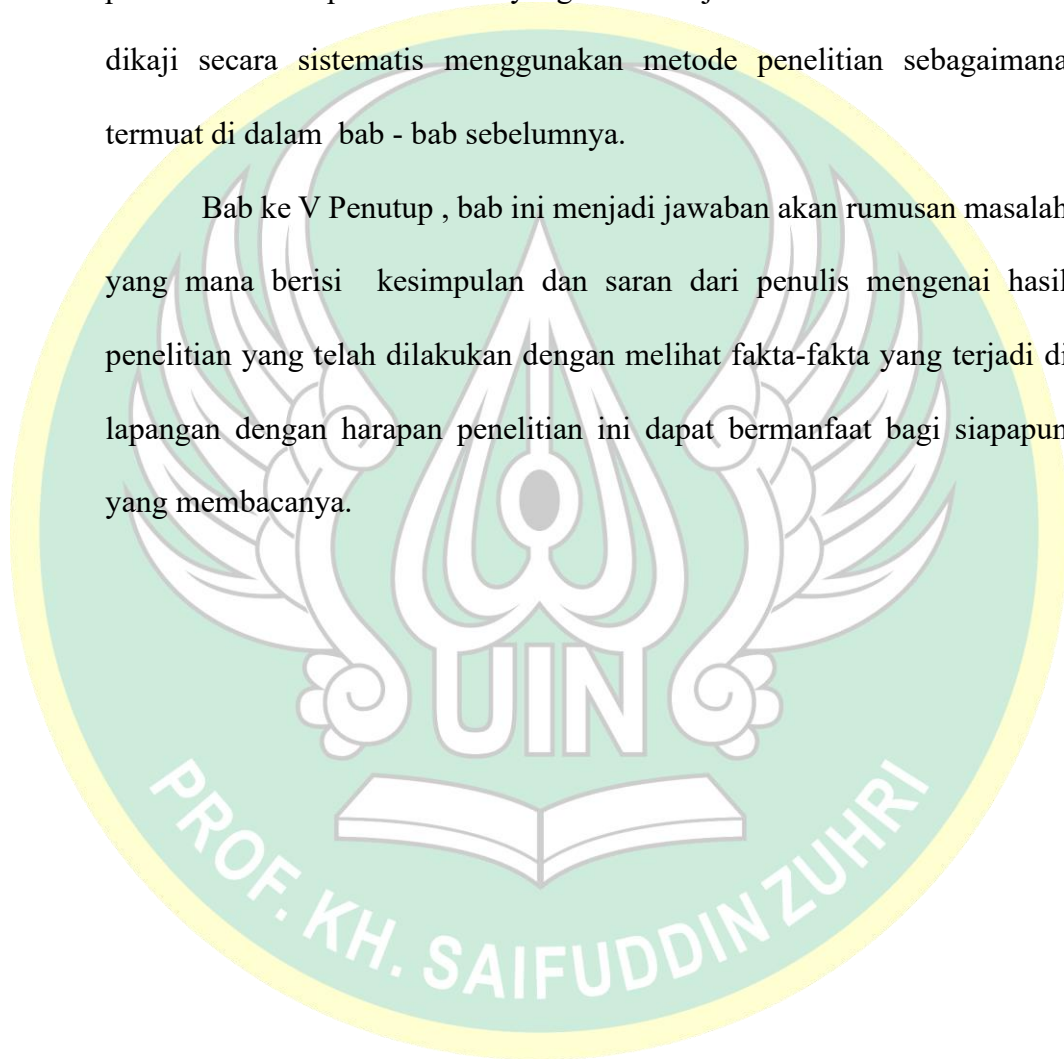 dikaji secara sistematis menggunakan metode penelitian sebagaimana
termuat di dalam bab - bab sebelumnya.
Bab ke V Penutup , bab ini menjadi jawaban akan rumusan masalah
yang mana berisi kesimpulan dan saran dari penulis mengenai hasil
penelitian yang telah dilakukan dengan melihat fakta-fakta yang terjadi di
lapangan dengan harapan penelitian ini dapat bermanfaat bagi siapapun
yang membacanya.
UIN
PROF. KH. SAIFUDDIN ZUHRI